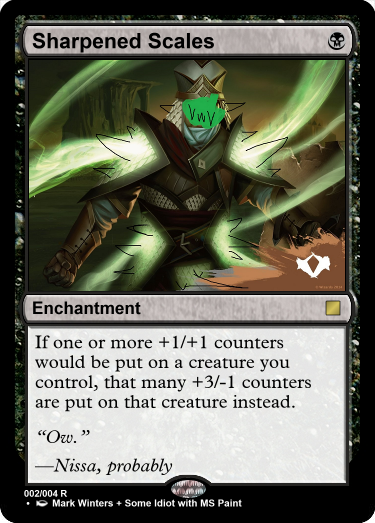 Sharpened Scales
VwV
Enchantment
If one or more +1/+1 counters
would be put on a creature you
control, that many +3/-1 counters
are put on that creature instead.
“Ow.”
—Nissa, probably
002/004 R
• Mark Winters + Some Idiot with MS Paint